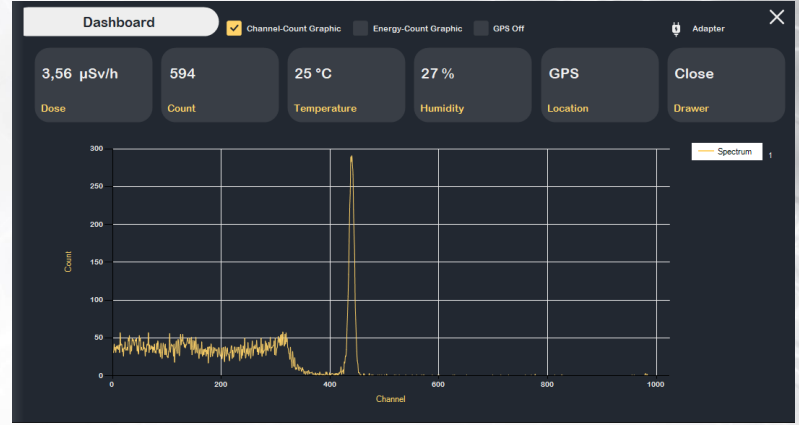 Dashboard
Channel-Count Graphic
Energy-Count Graphic
GPS Off
Adapter
3,56 µSv/h
594
25 °C
27 %
GPS
Close
Dose
Count
Temperature
Humidity
Location
Drawer
300
250
200
150
100
50
0
Count
0
200
400
600
800
1000
Channel
Spectrum
1